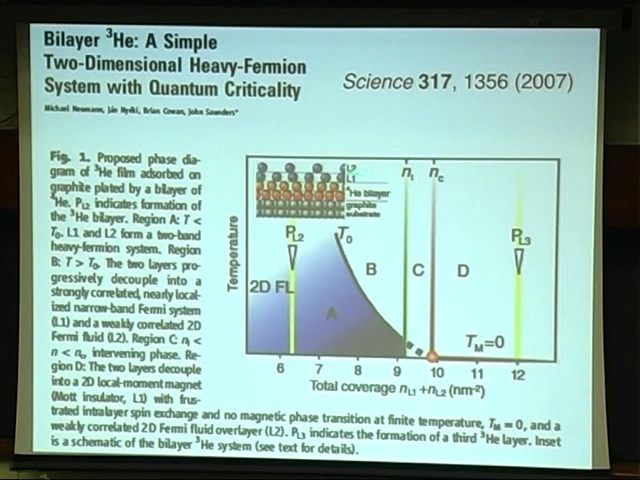 Bilayer ³He: A Simple
Two-Dimensional Heavy-Fermion
System with Quantum Criticality
Science 317, 1356 (2007)
Michael Neumann, Ján Nyéki, Brian Cowan, John Saunders*
Fig. 1. Proposed phase dia-
gram of ³He film adsorbed on
graphite plated by a bilayer of
⁴He. P_L2 indicates formation of
the ³He bilayer. Region A: T <
T₀. L1 and L2 form a two-band
heavy-fermion system. Region
B: T > T₀. The two layers pro-
gressively decouple into a
strongly correlated, nearly local-
ized narrow-band Fermi system
(L1) and a weakly correlated 2D
Fermi fluid (L2). Region C: n_I <
n < n_c, intervening phase. Re-
gion D: The two layers decouple
into a 2D local-moment magnet
(Mott insulator, L1) with frus-
trated intralayer spin exchange and no magnetic phase transition at finite temperature, T_M = 0, and a
weakly correlated 2D Fermi fluid overlayer (L2). P_L3 indicates the formation of a third ³He layer. Inset
is a schematic of the bilayer ³He system (see text for details).
L2
L1
⁴He bilayer
graphite
substrate
n_I
n_c
P_L2
T₀
P_L3
B
C
D
2D FL
A
T_M=0
Temperature
6 7 8 9 10 11 12
Total coverage n_L1+n_L2 (nm⁻²)